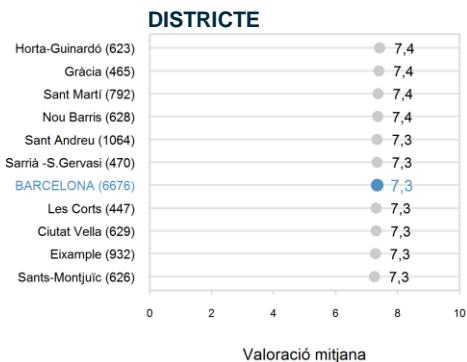 DISTRICTE
Horta-Guinardó (623) 7,4
Gràcia (465) 7,4
Sant Martí (792) 7,4
Nou Barris (628) 7,4
Sant Andreu (1064) 7,3
Sarrià -S.Gervasi (470) 7,3
BARCELONA (6676) 7,3
Les Corts (447) 7,3
Ciutat Vella (629) 7,3
Eixample (932) 7,3
Sants-Montjuïc (626) 7,3
0 2 4 6 8 10
Valoració mitjana